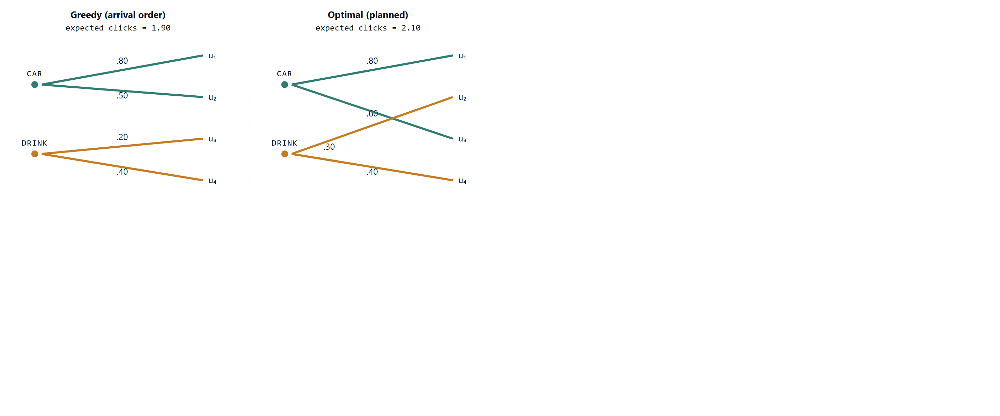 Greedy (arrival order)
expected clicks = 1.90
.80
u₁
CAR
.50
u₂
.20
u₃
DRINK
.40
u₄
Optimal (planned)
expected clicks = 2.10
.80
u₁
CAR
u₂
.60
u₃
DRINK
.30
.40
u₄